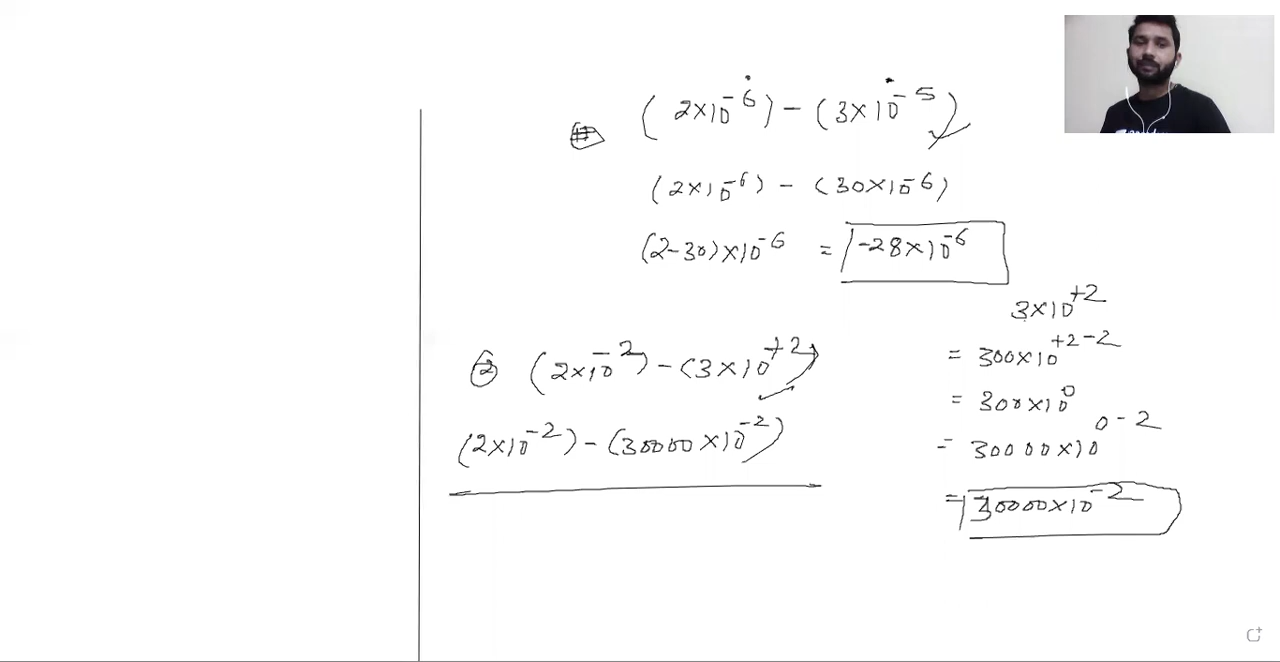 (2×10⁻⁶) − (3×10⁻⁵)
(2×10⁻⁶) − (30×10⁻⁶)
(2−30)×10⁻⁶ = −28×10⁻⁶
② (2×10⁻²) − (3×10⁺²)
(2×10⁻²) − (30000×10⁻²)
3×10⁺²
= 300×10⁺²⁻²
= 300×10⁰
= 30000×10⁰⁻²
= 30000×10⁻²